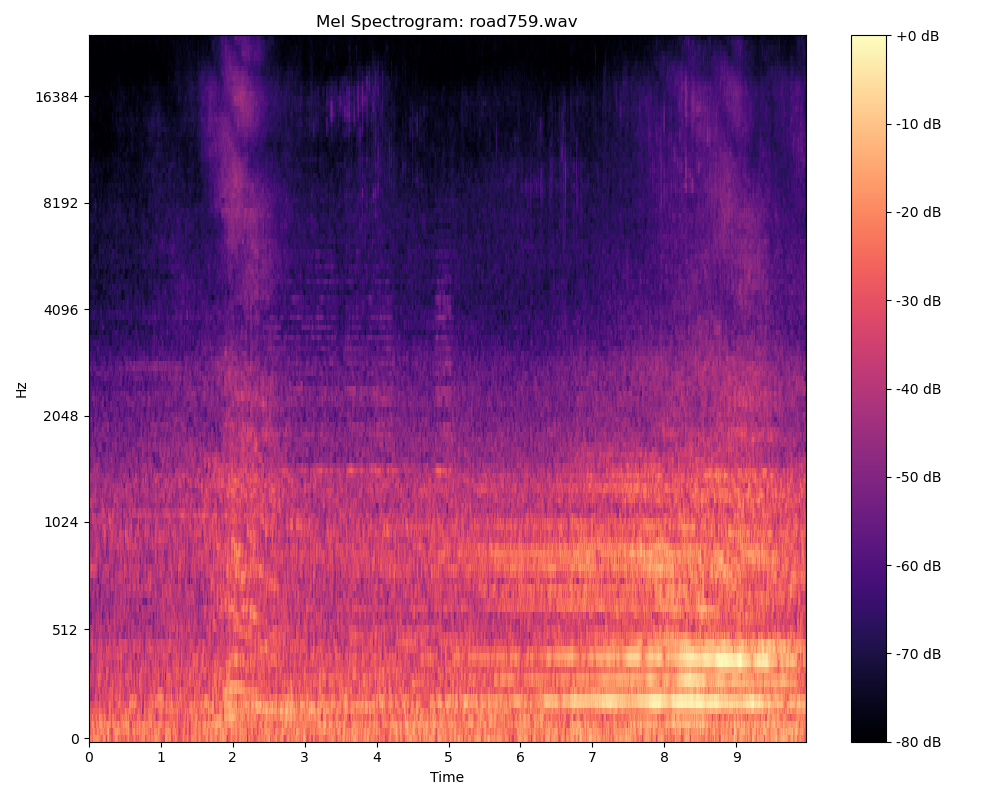 Mel Spectrogram: road759.wav
+0 dB
16384
-10 dB
8192
-20 dB
4096
-30 dB
Hz
-40 dB
2048
-50 dB
1024
-60 dB
512
-70 dB
0
-80 dB
0 1 2 3 4 5 6 7 8 9
Time